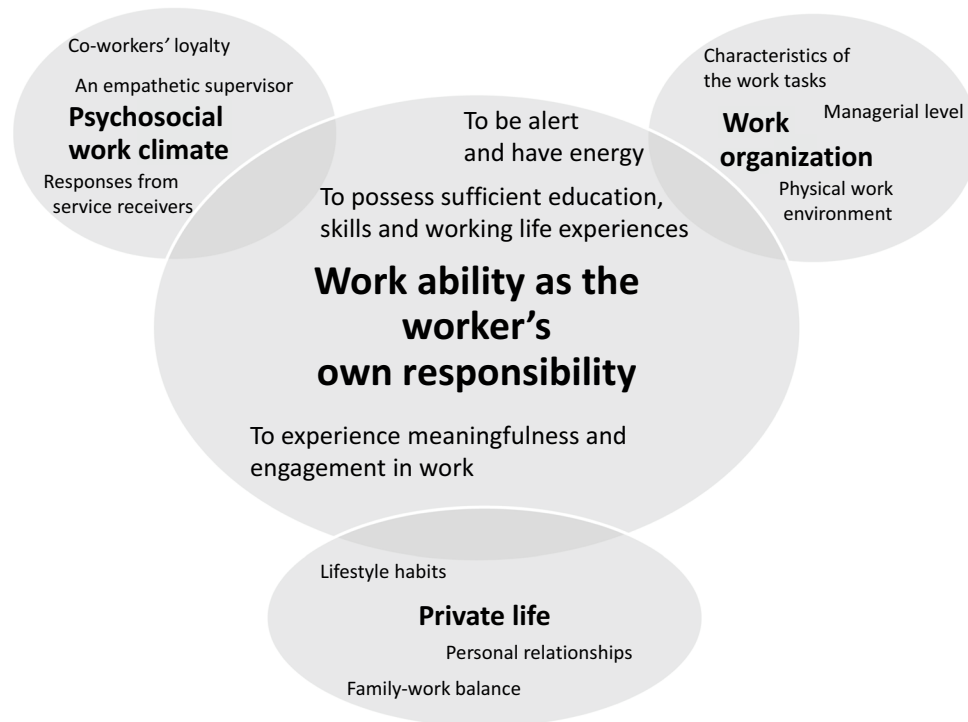 Co-workers’ loyalty
An empathetic supervisor
Psychosocial
work climate
Responses from
service receivers
Characteristics of
the work tasks
Managerial level
Work
organization
Physical work
environment
To be alert
and have energy
To possess sufficient education,
skills and working life experiences
Work ability as the
worker’s
own responsibility
To experience meaningfulness and
engagement in work
Lifestyle habits
Private life
Personal relationships
Family-work balance